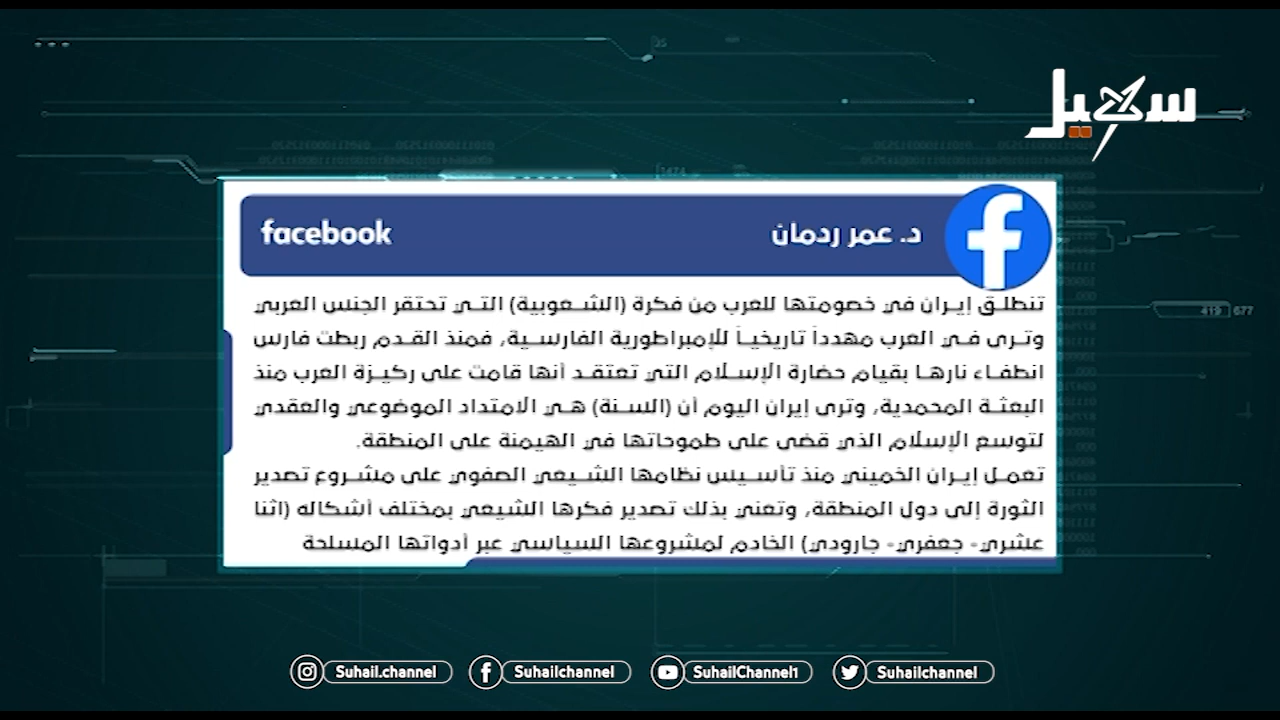 سهيل
facebook
د. عمر ردمان
تنطلق إيران في خصومتها للعرب من فكرة (الشعوبية) التي تحتقر الجنس العربي
وترى في العرب مهدداً تاريخياً للإمبراطورية الفارسية، فمنذ القدم ربطت فارس
انطفاء نارها بقيام حضارة الإسلام التي تعتقد أنها قامت على ركيزة العرب منذ
البعثة المحمدية، وترى إيران اليوم أن (السنة) هي الامتداد الموضوعي والعقدي
لتوسع الإسلام الذي قضى على طموحاتها في الهيمنة على المنطقة.
تعمل إيران الخميني منذ تأسيس نظامها الشيعي الصفوي على مشروع تصدير
الثورة إلى دول المنطقة، وتعني بذلك تصدير فكرها الشيعي بمختلف أشكاله (اثنا
عشري- جعفري- جارودي) الخادم لمشروعها السياسي عبر أدواتها المسلحة
419 677
Suhail.channel
Suhailchannel
SuhailChannel1
Suhailchannel